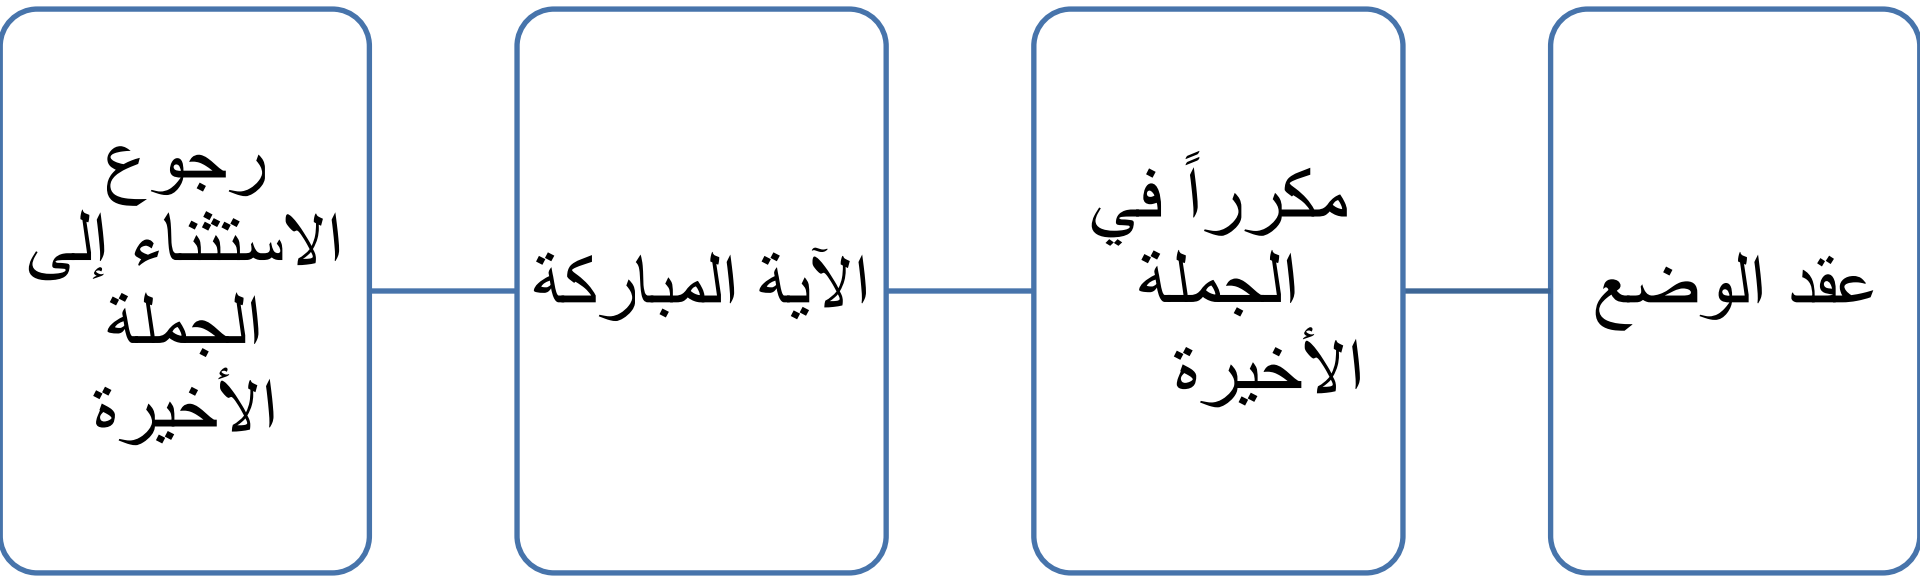 عقد الوضع
مكرراً في
الجملة
الأخيرة
الآية المباركة
رجوع
الاستثناء إلى
الجملة
الأخيرة